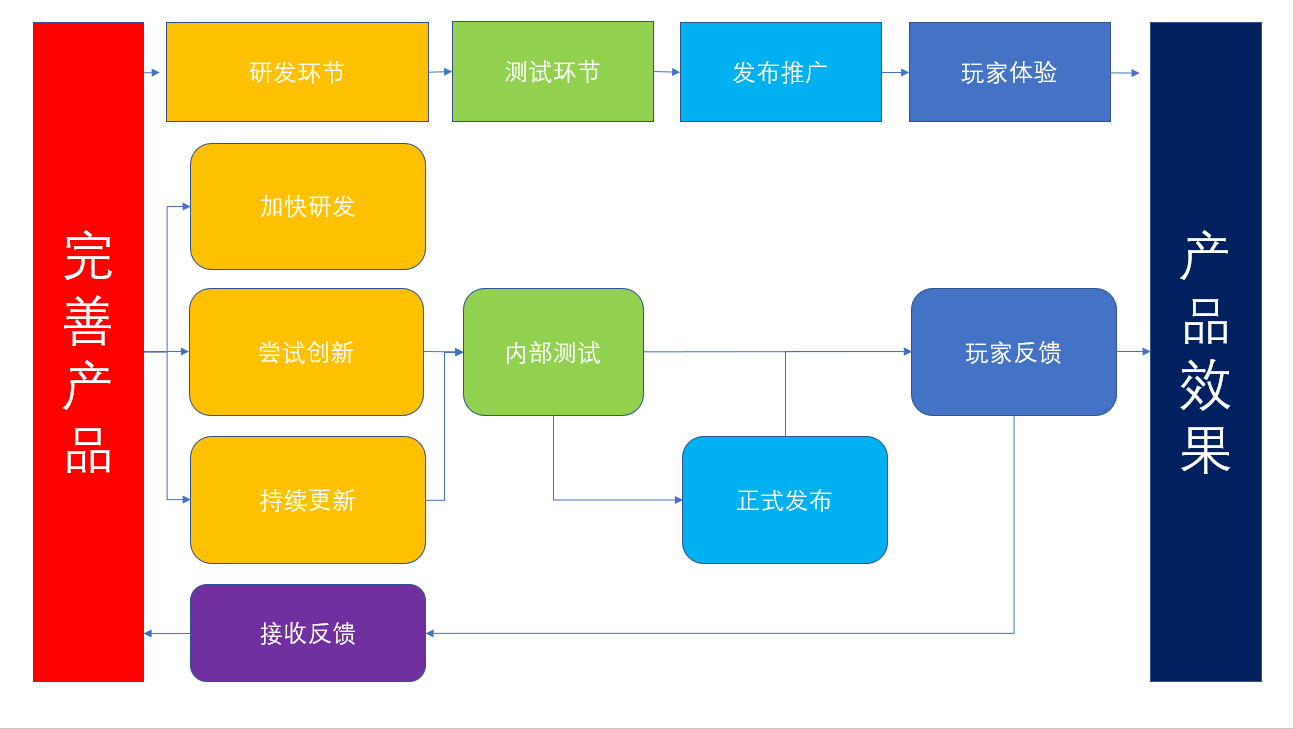 研发环节
测试环节
发布推广
玩家体验
完善产品
加快研发
尝试创新
内部测试
玩家反馈
持续更新
正式发布
接收反馈
产品效果